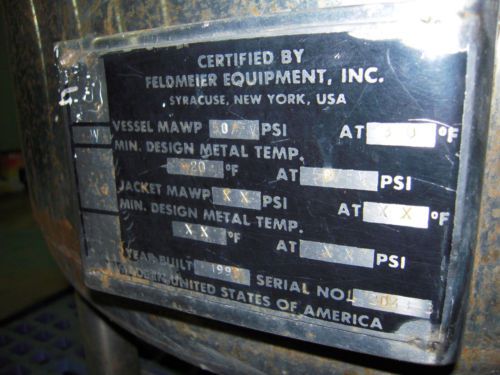 CERTIFIED BY
FELDMEIER EQUIPMENT, INC.
SYRACUSE, NEW YORK, USA
VESSEL MAWP PSI AT °F
MIN. DESIGN METAL TEMP.
AT PSI
JACKET MAWP XX PSI AT XX °F
MIN. DESIGN METAL TEMP.
XX °F AT XX PSI
YEAR BUILT SERIAL NO.
UNITED STATES OF AMERICA